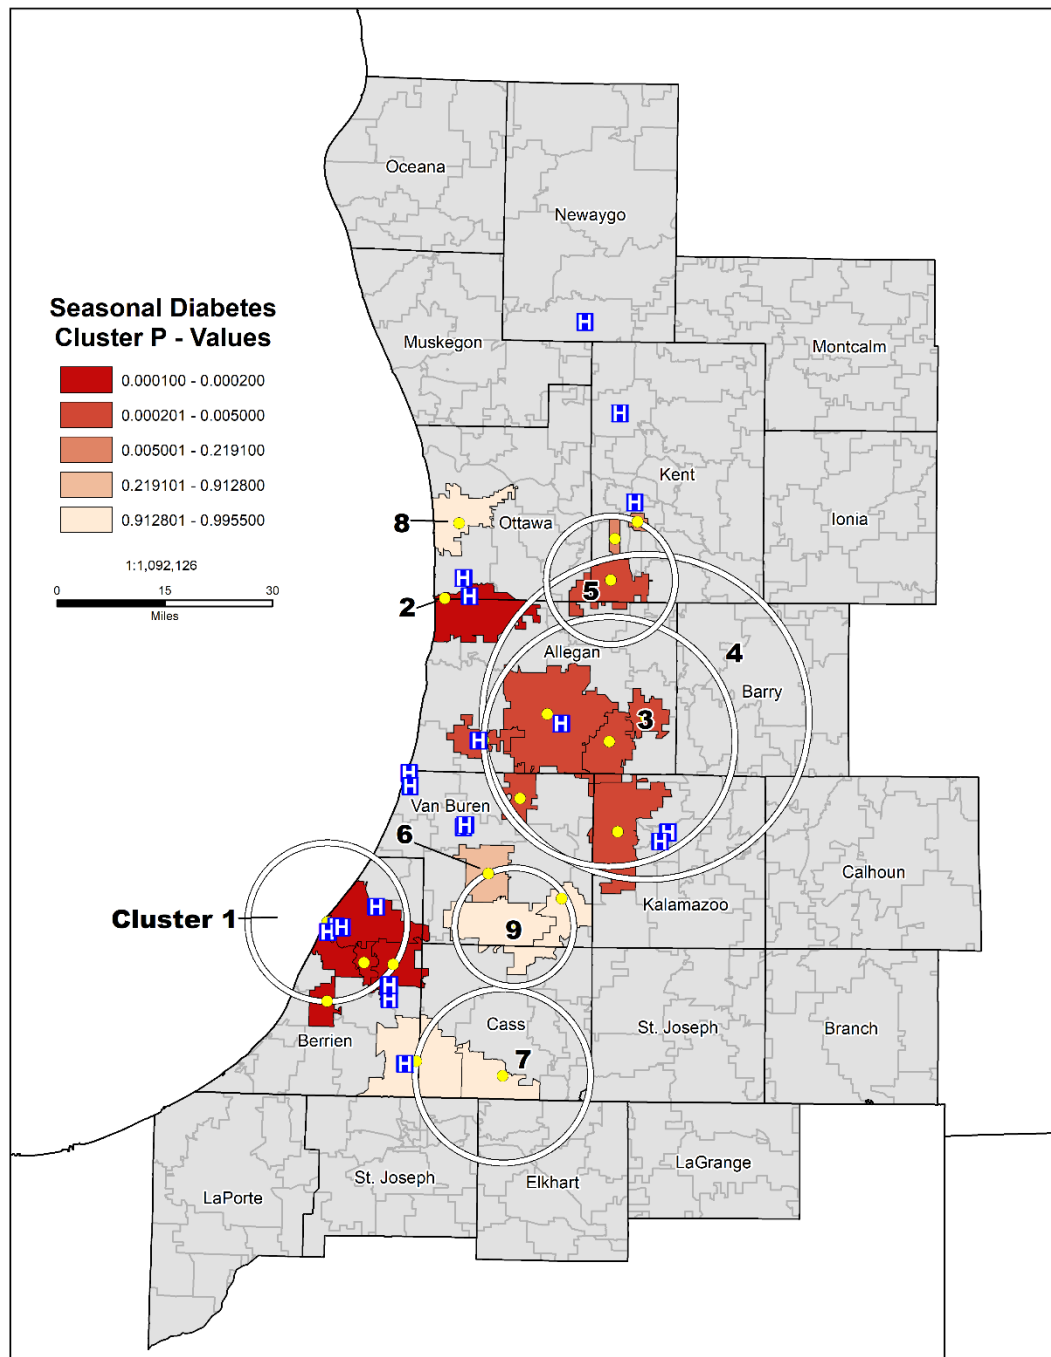 Oceana
Newaygo
H
Seasonal Diabetes
Cluster P - Values
Muskegon
Montcalm
0.000100 - 0.000200
0.000201 - 0.005000
H
0.005001 - 0.219100
0.219101 - 0.912800
0.912801 - 0.995500
Kent
H
8
Ottawa
Ionia
1:1,092,126
0
15
30
Miles
H
H
2
5
Allegan
4
Barry
3
H
H
H
H
Van Buren
H
H
H
6
Calhoun
H
Kalamazoo
Cluster 1
H
H
9
H
H
Cass
St. Joseph
Branch
Berrien
7
H
LaGrange
St. Joseph
Elkhart
LaPorte